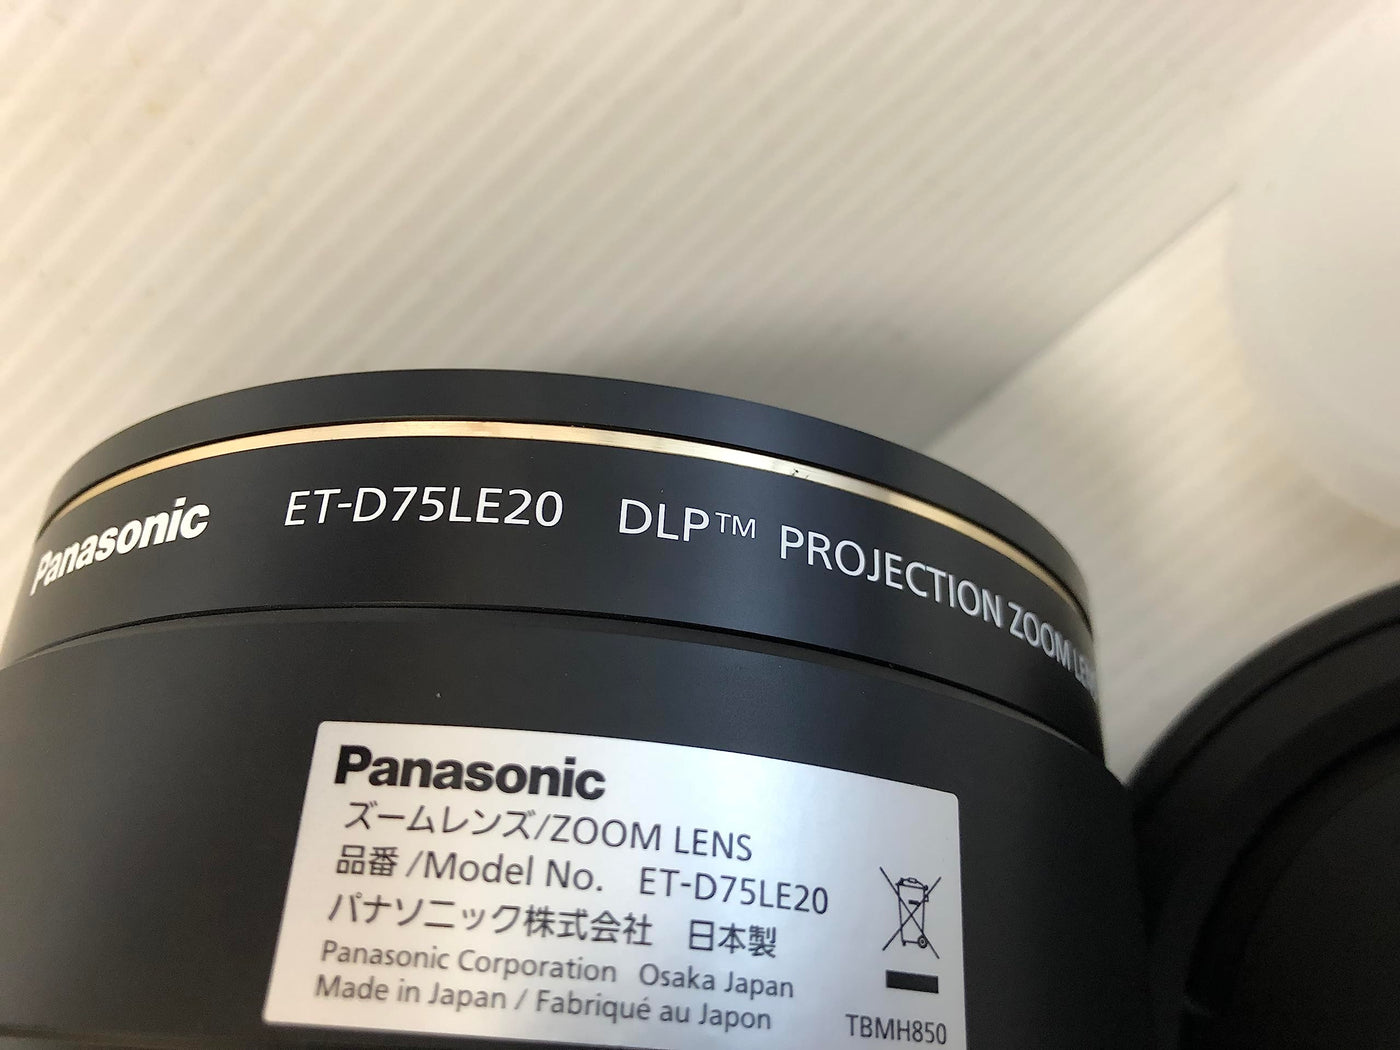 Panasonic ET-D75LE20 DLP™ PROJECTION ZOOM LENS
Panasonic
ズームレンズ/ZOOM LENS
品番/Model No. ET-D75LE20
パナソニック株式会社 日本製
Panasonic Corporation Osaka Japan
Made in Japan / Fabriqué au Japon
TBMH850